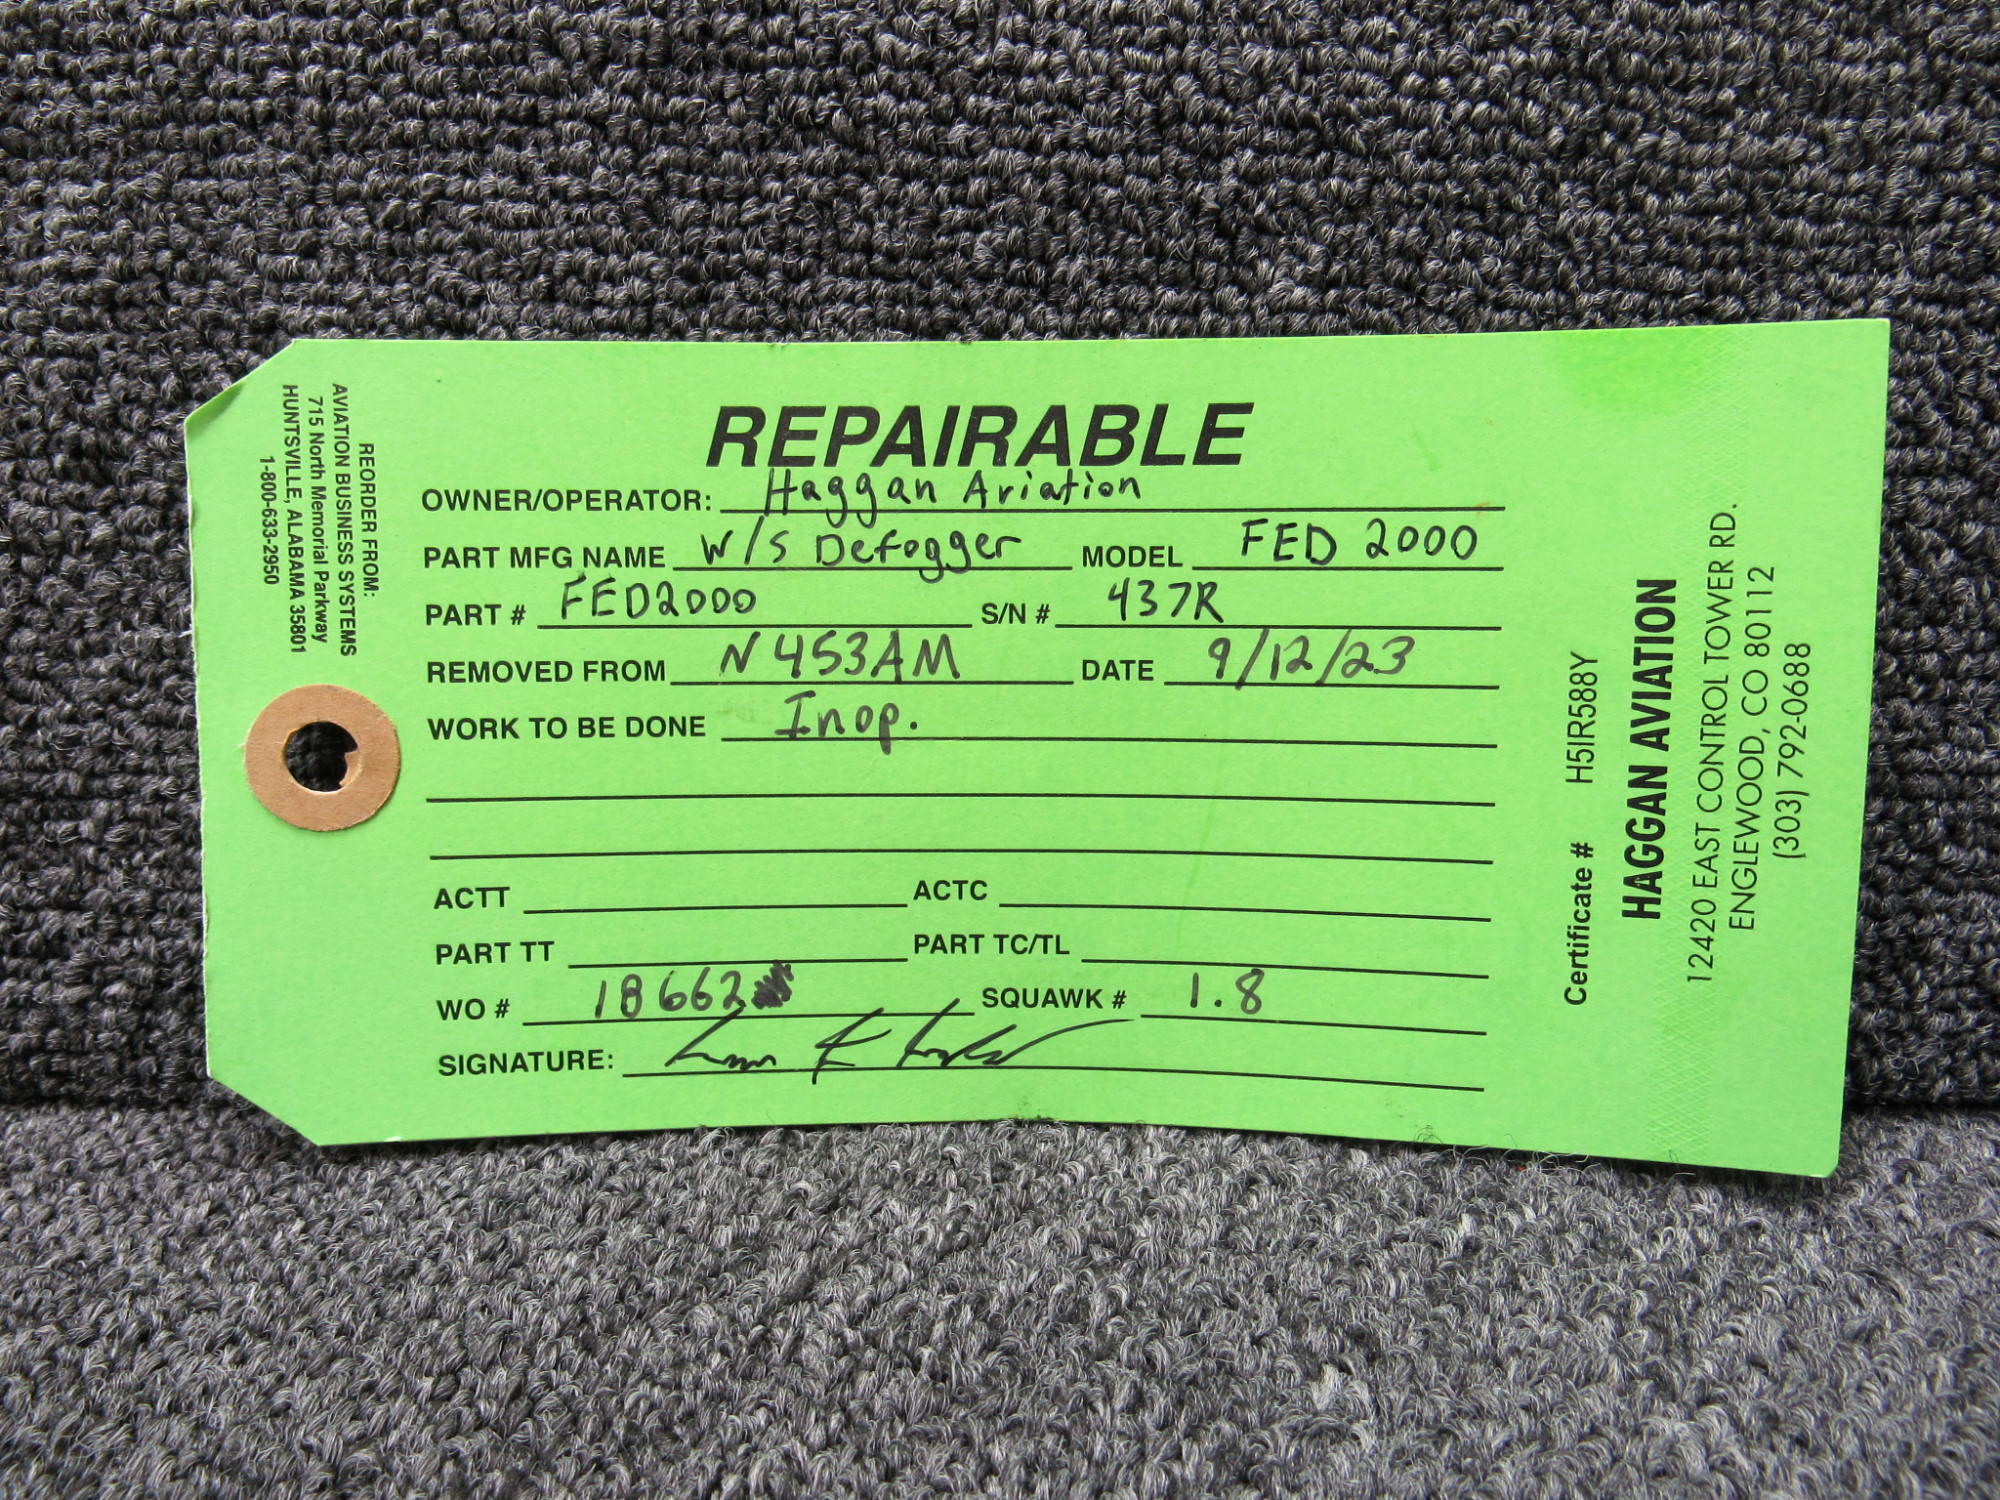 REORDER FROM:
AVIATION BUSINESS SYSTEMS
715 North Memorial Parkway
HUNTSVILLE, ALABAMA 35801
1-800-633-2950
REPAIRABLE
OWNER/OPERATOR: Haggan Aviation
PART MFG NAME W/S Defogger MODEL FED 2000
PART # FED2000 S/N # 437R
REMOVED FROM N453AM DATE 9/12/23
WORK TO BE DONE Inop.
ACTT ACTC
PART TT PART TC/TL
WO # 18662 SQUAWK # 1.8
SIGNATURE:
Certificate # H5IR588Y
HAGGAN AVIATION
12420 EAST CONTROL TOWER RD.
ENGLEWOOD, CO 80112
(303) 792-0688